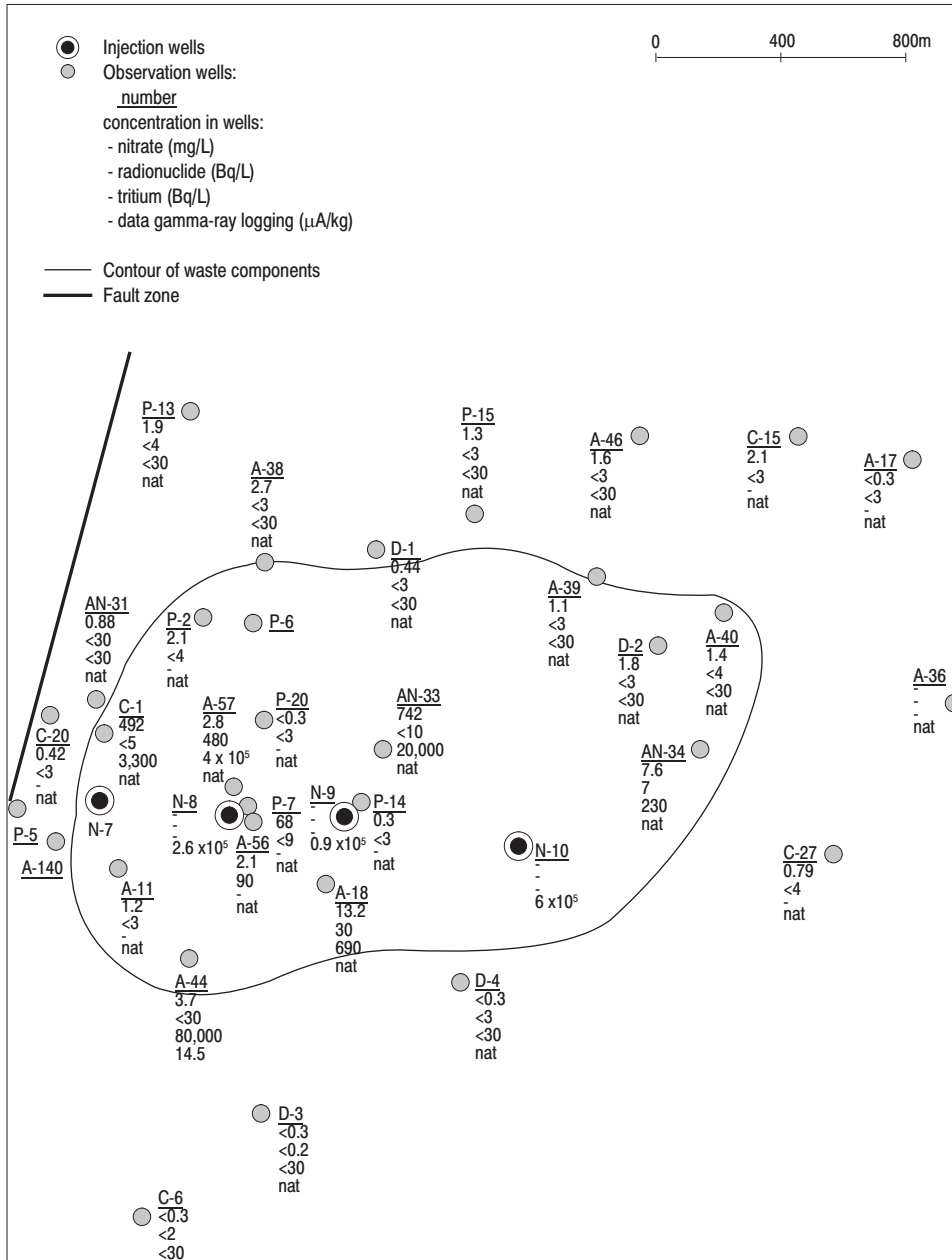 Injection wells
0 400 800m
Observation wells:
number
concentration in wells:
- nitrate (mg/L)
- radionuclide (Bq/L)
- tritium (Bq/L)
- data gamma-ray logging (μA/kg)
Contour of waste components
Fault zone
P-13
1.9
<4
<30
nat
P-15
1.3
<3
<30
nat
A-46
1.6
<3
<30
nat
C-15
2.1
<3
-
nat
A-17
<0.3
<3
-
nat
A-38
2.7
<3
<30
nat
D-1
0.44
<3
<30
nat
A-39
1.1
<3
<30
nat
AN-31
0.88
<30
<30
nat
P-2
2.1
<4
-
nat
P-6
D-2
1.8
<3
<30
nat
A-40
1.4
<4
<30
nat
A-36
-
-
-
nat
C-1
492
<5
3,300
nat
A-57
2.8
480
4 x 10⁵
nat
P-20
<0.3
<3
-
nat
AN-33
742
<10
20,000
nat
C-20
0.42
<3
-
nat
AN-34
7.6
7
230
nat
N-7
N-8
-
-
-
2.6 x10⁵
P-7
68
<9
-
nat
N-9
-
-
-
0.9 x10⁵
P-14
0.3
<3
-
nat
P-5
A-140
A-56
2.1
90
-
nat
N-10
-
-
-
6 x10⁵
C-27
0.79
<4
-
nat
A-11
1.2
<3
-
nat
A-18
13.2
30
690
nat
A-44
3.7
<30
80,000
14.5
D-4
<0.3
<3
<30
nat
D-3
<0.3
<0.2
<30
nat
C-6
<0.3
<2
<30